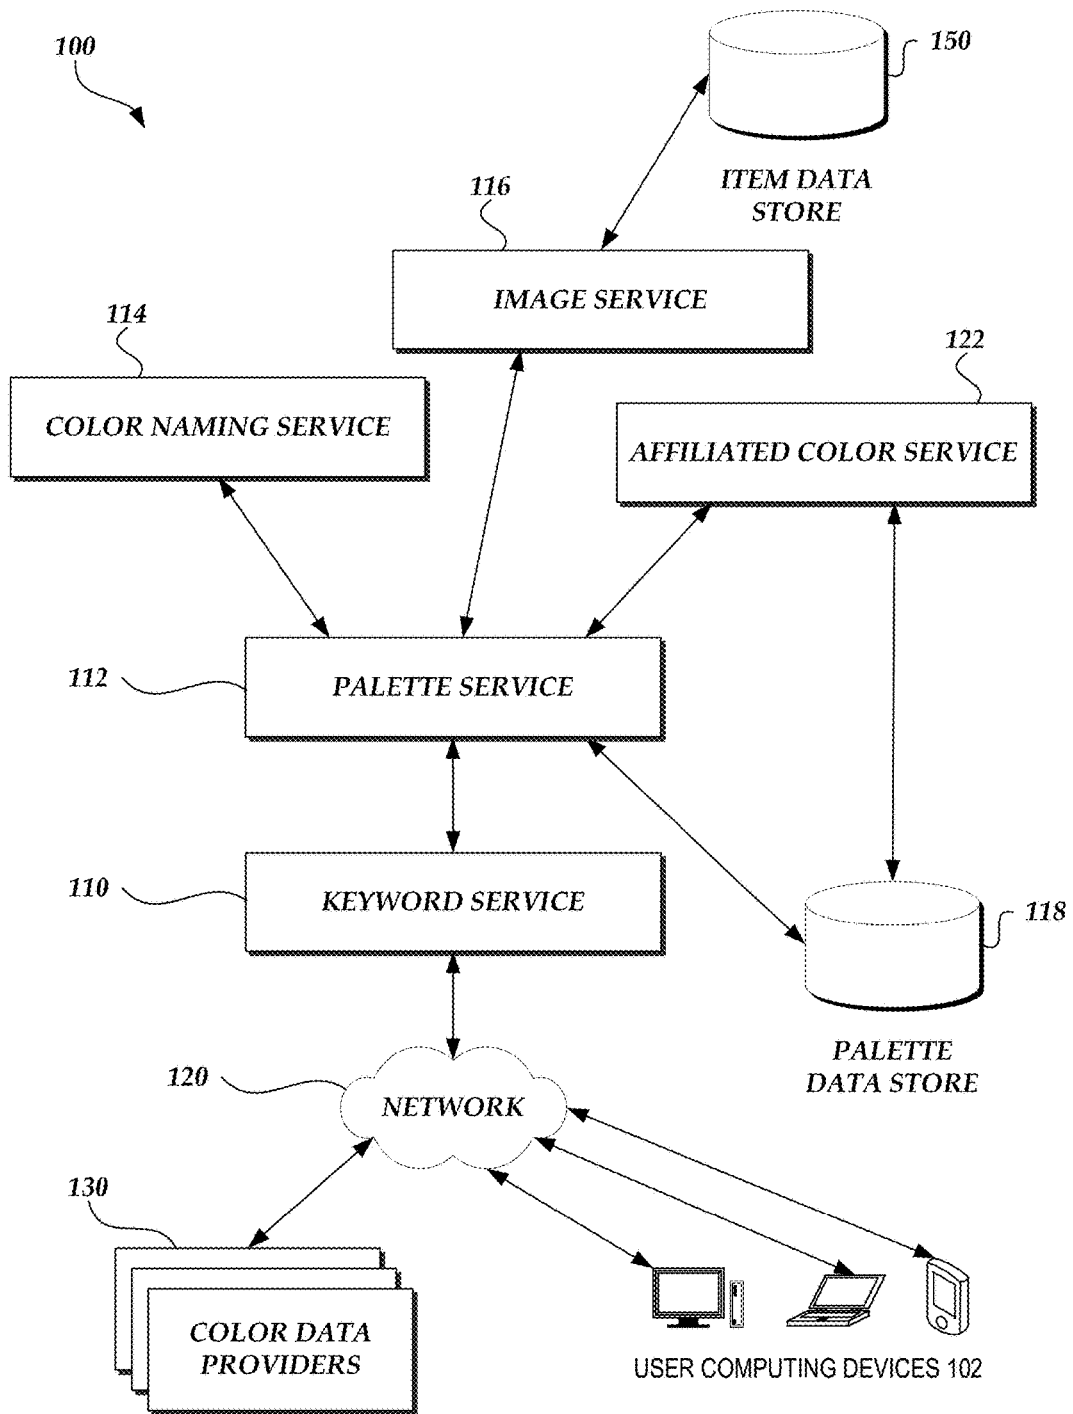 100
150
ITEM DATA
STORE
116
IMAGE SERVICE
114
COLOR NAMING SERVICE
122
AFFILIATED COLOR SERVICE
112
PALETTE SERVICE
110
KEYWORD SERVICE
118
PALETTE
DATA STORE
120
NETWORK
130
COLOR DATA
PROVIDERS
USER COMPUTING DEVICES 102